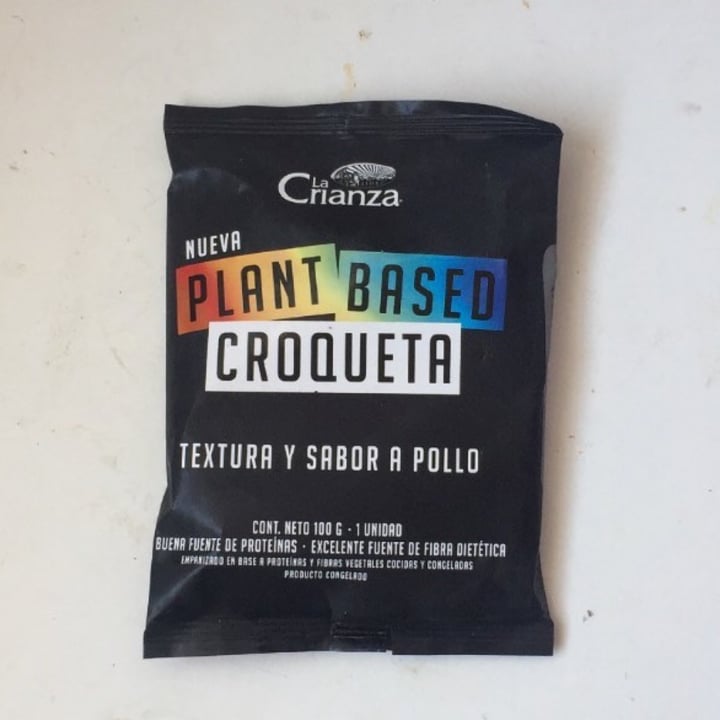 La
Crianza
NUEVA
PLANT BASED
CROQUETA
TEXTURA Y SABOR A POLLO
CONT. NETO 100 G · 1 UNIDAD
BUENA FUENTE DE PROTEÍNAS · EXCELENTE FUENTE DE FIBRA DIETÉTICA
EMPANIZADO EN BASE A PROTEÍNAS Y FIBRAS VEGETALES COCIDAS Y CONGELADAS
PRODUCTO CONGELADO